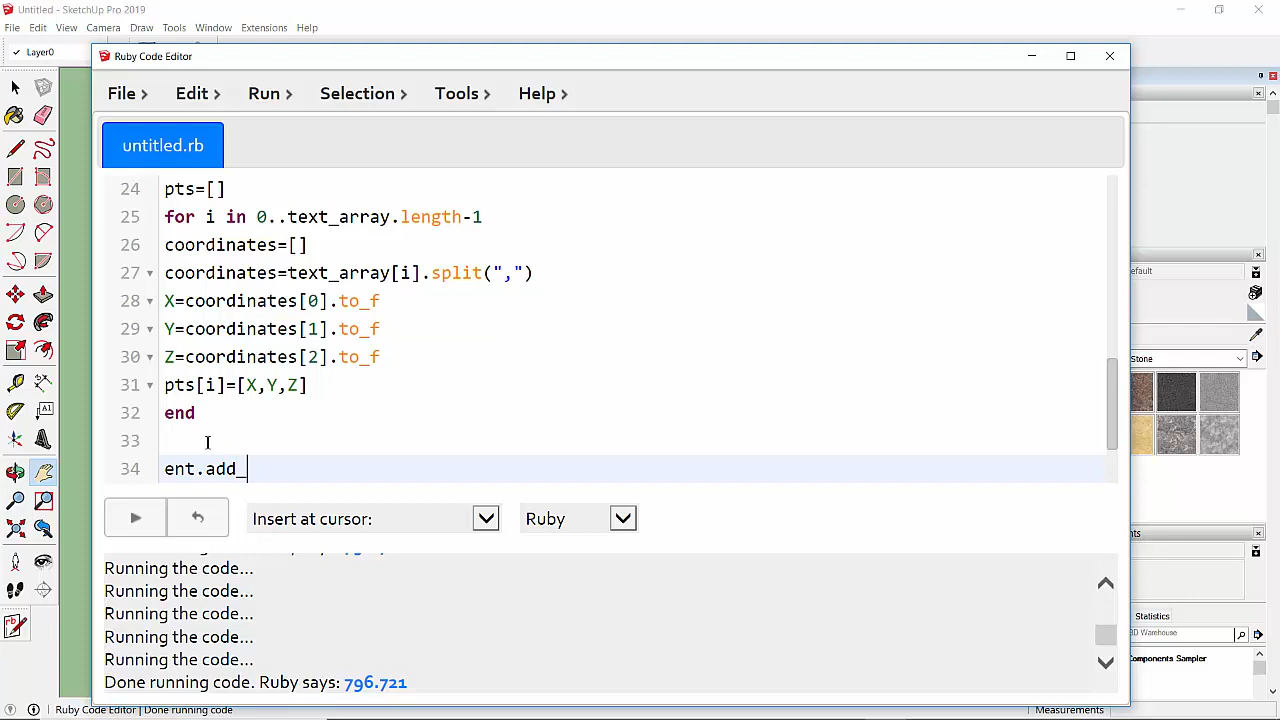 Untitled - SketchUp Pro 2019
File Edit View Camera Draw Tools Window Extensions Help
Layer0
Ruby Code Editor
File Edit Run Selection Tools Help
untitled.rb
24 pts=[]
25 for i in 0..text_array.length-1
26 coordinates=[]
27 coordinates=text_array[i].split(",")
28 X=coordinates[0].to_f
29 Y=coordinates[1].to_f
30 Z=coordinates[2].to_f
31 pts[i]=[X,Y,Z]
32 end
33
34 ent.add_
efault
Stone
nts
Insert at cursor:
Ruby
Running the code...
Running the code...
Running the code...
Running the code...
Running the code...
Done running code. Ruby says: 796.721
Statistics
3D Warehouse
omponents Sampler
Ruby Code Editor | Done running code
Measurements